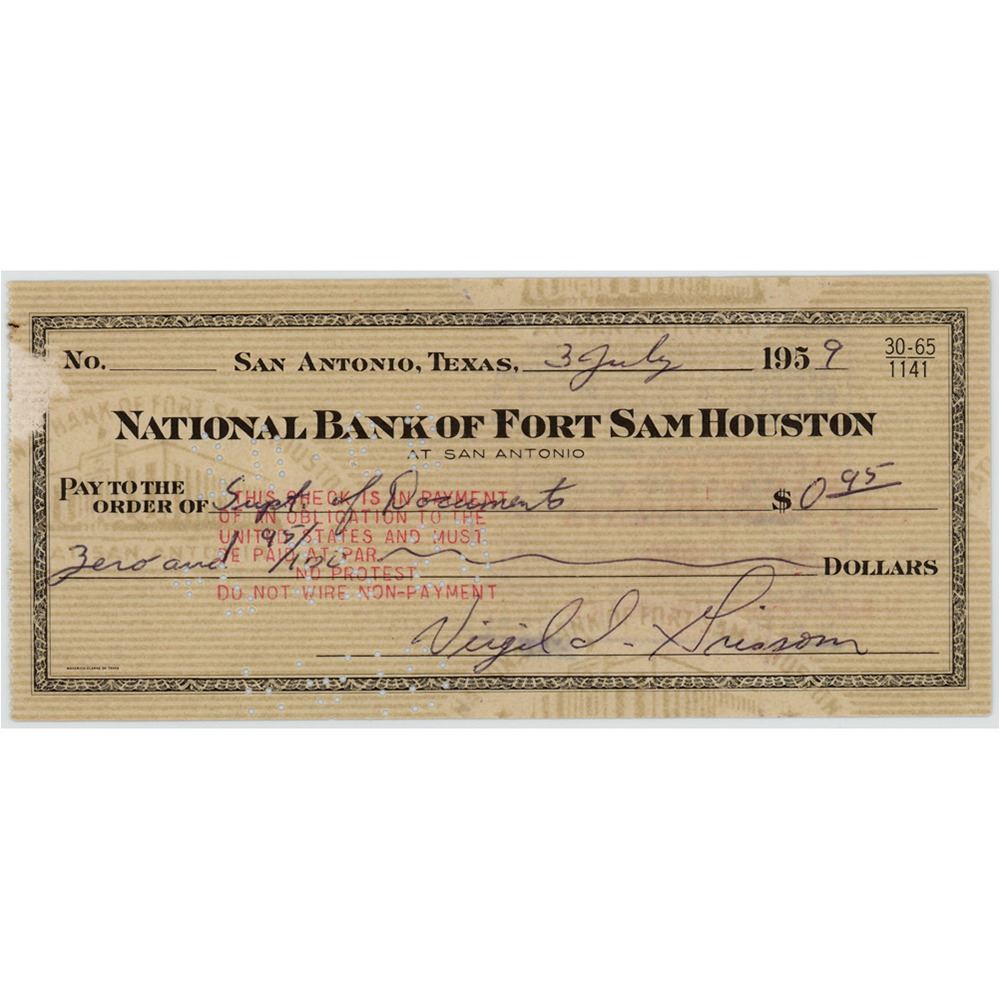 No. SAN ANTONIO, TEXAS, 3 July 1959 30-65
1141
NATIONAL BANK OF FORT SAM HOUSTON
AT SAN ANTONIO
PAY TO THE
ORDER OF Supt. of Documents $ 0 95
THIS CHECK IS IN PAYMENT
OF AN OBLIGATION TO THE
UNITED STATES AND MUST
BE PAID AT PAR.
NO PROTEST
DO NOT WIRE NON-PAYMENT
Zero and 95/100 DOLLARS
Virgil I. Grissom